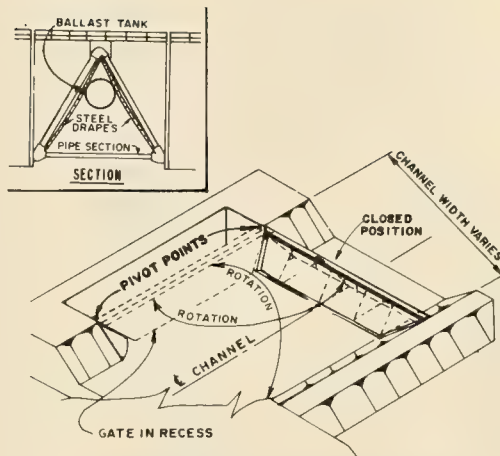 BALLAST TANK
STEEL
DRAPES
PIPE SECTION
SECTION
CHANNEL WIDTH VARIES
CLOSED
POSITION
PIVOT POINTS
ROTATION
ROTATION
℄ CHANNEL
GATE IN RECESS